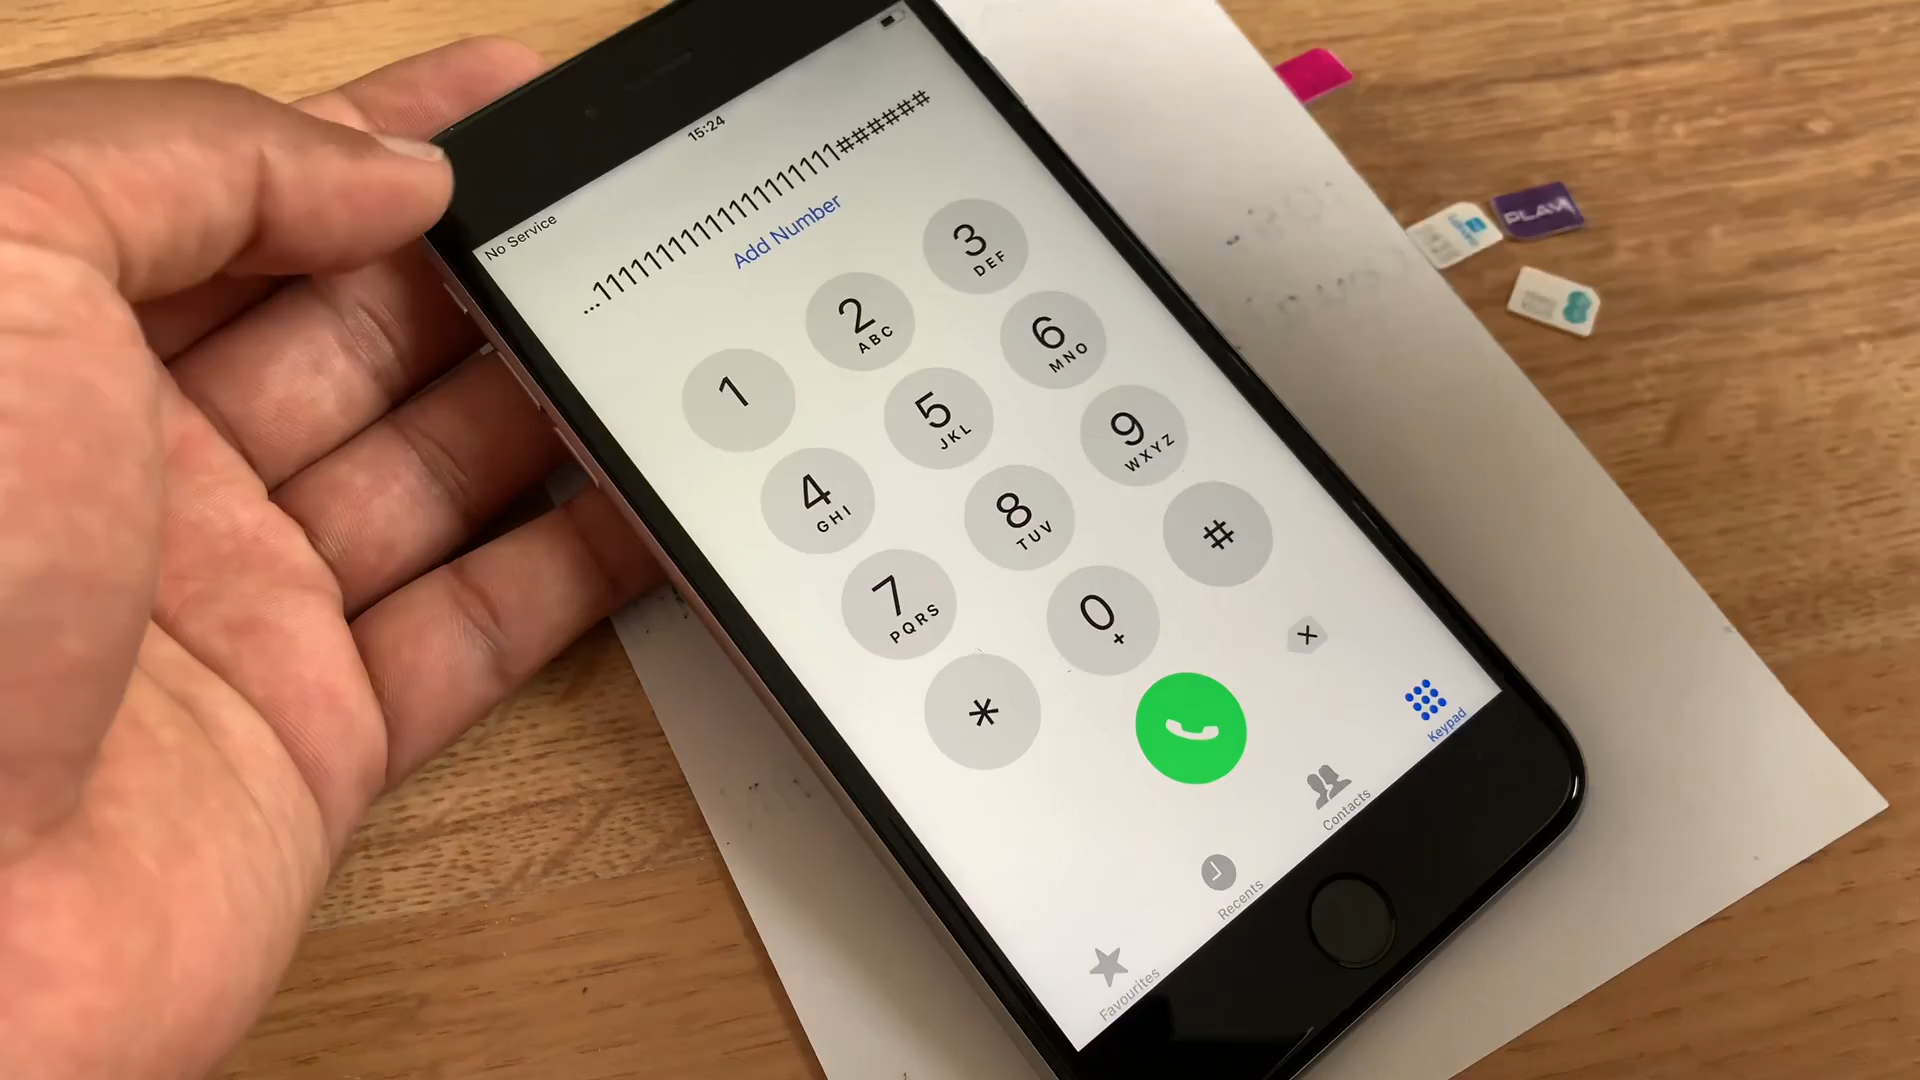 No Service 15:24
...11111111111111111111111######
Add Number
1
2 ABC
3 DEF
4 GHI
5 JKL
6 MNO
7 PQRS
8 TUV
9 WXYZ
*
0 +
#
Favourites
Recents
Contacts
Keypad
PLAY